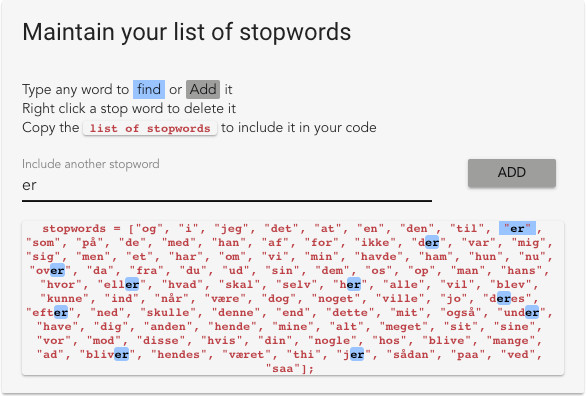 Maintain your list of stopwords
Type any word to find or Add it
Right click a stop word to delete it
Copy the list of stopwords to include it in your code
Include another stopword
er
ADD
stopwords = ["og", "i", "jeg", "det", "at", "en", "den", "til", "er",
"som", "på", "de", "med", "han", "af", "for", "ikke", "der", "var", "mig",
"sig", "men", "et", "har", "om", "vi", "min", "havde", "ham", "hun", "nu",
"over", "da", "fra", "du", "ud", "sin", "dem", "os", "op", "man", "hans",
"hvor", "eller", "hvad", "skal", "selv", "her", "alle", "vil", "blev",
"kunne", "ind", "når", "være", "dog", "noget", "ville", "jo", "deres",
"efter", "ned", "skulle", "denne", "end", "dette", "mit", "også", "under",
"have", "dig", "anden", "hende", "mine", "alt", "meget", "sit", "sine",
"vor", "mod", "disse", "hvis", "din", "nogle", "hos", "blive", "mange",
"ad", "bliver", "hendes", "været", "thi", "jer", "sådan", "paa", "ved",
"saa"];